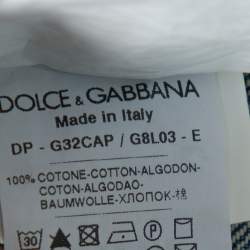 DOLCE & GABBANA
Made in Italy
DP - G32CAP / G8L03 - E
100% COTONE-COTTON-ALGODON-
COTON-ALGODAO-
BAUMWOLLE-ХЛОПОК-棉
30